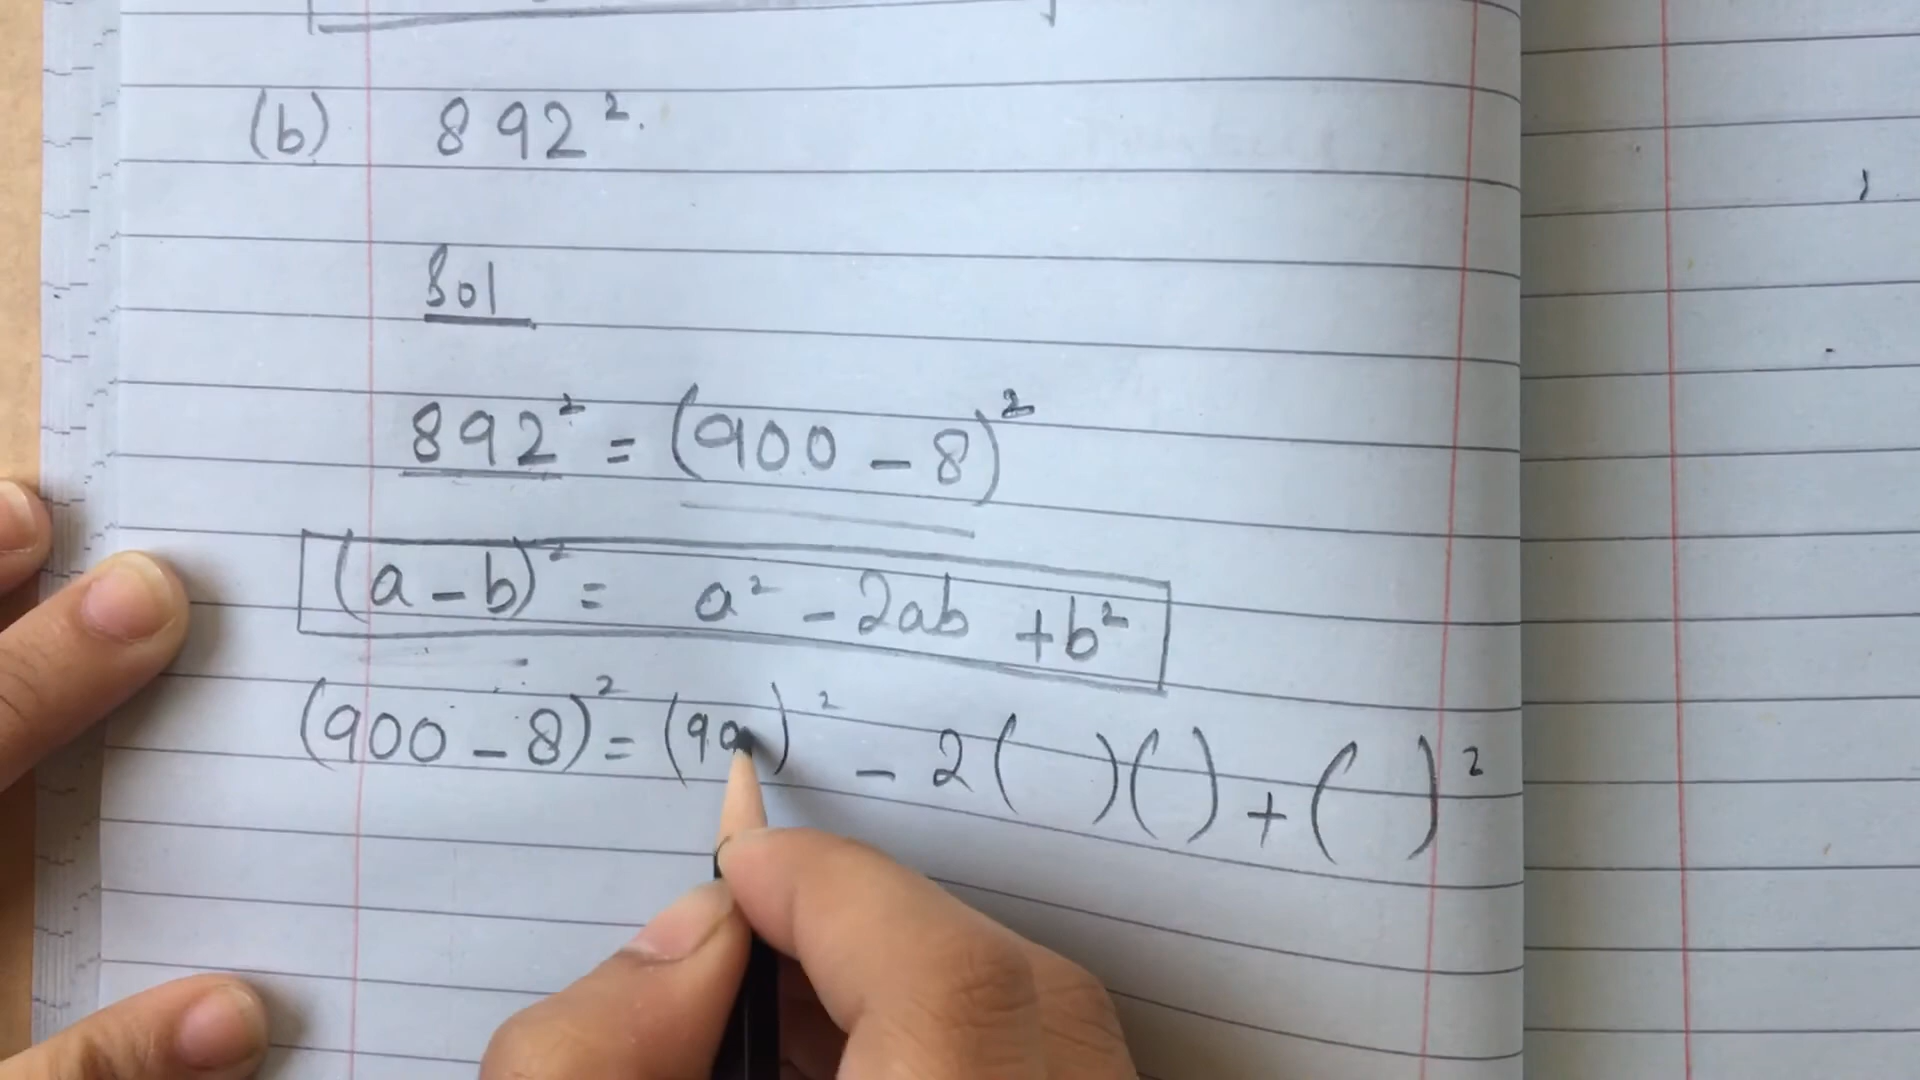 (b) 892².
Sol
892² = (900 - 8)²
(a - b)² = a² - 2ab + b²
(900 - 8)² = (90 )² - 2( )( ) + ( )²